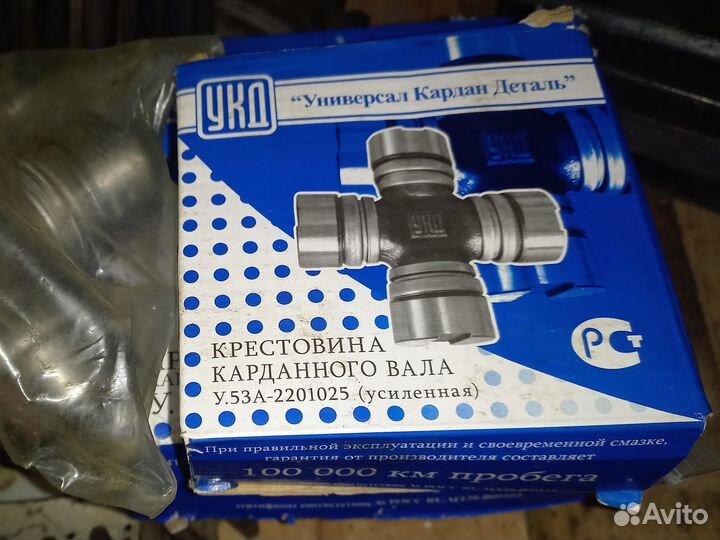 УКД
"Универсал Кардан Деталь"
УКД
УКД
РСТ
КРЕСТОВИНА
КАРДАННОГО ВАЛА
У.53А-2201025 (усиленная)
При правильной эксплуатации и своевременной смазке,
гарантия от производителя составляет
100 000 км пробега
Avito